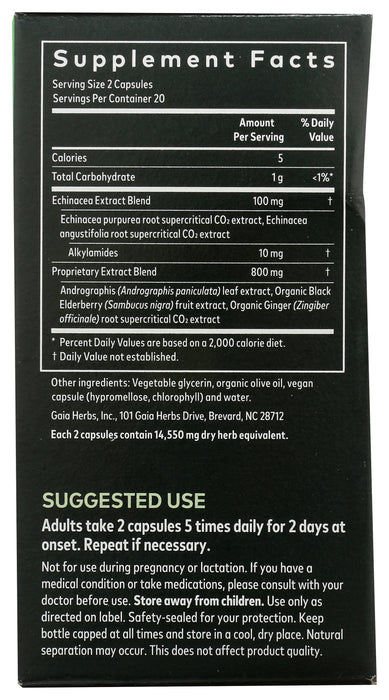 Supplement Facts
Serving Size 2 Capsules
Servings Per Container 20
Amount Per Serving % Daily Value
Calories 5
Total Carbohydrate 1 g <1%*
Echinacea Extract Blend 100 mg †
Echinacea purpurea root supercritical CO₂ extract, Echinacea
angustifolia root supercritical CO₂ extract
Alkylamides 10 mg †
Proprietary Extract Blend 800 mg †
Andrographis (Andrographis paniculata) leaf extract, Organic Black
Elderberry (Sambucus nigra) fruit extract, Organic Ginger (Zingiber
officinale) root supercritical CO₂ extract
* Percent Daily Values are based on a 2,000 calorie diet.
† Daily Value not established.
Other ingredients: Vegetable glycerin, organic olive oil, vegan
capsule (hypromellose, chlorophyll) and water.
Gaia Herbs, Inc., 101 Gaia Herbs Drive, Brevard, NC 28712
Each 2 capsules contain 14,550 mg dry herb equivalent.
SUGGESTED USE
Adults take 2 capsules 5 times daily for 2 days at
onset. Repeat if necessary.
Not for use during pregnancy or lactation. If you have a
medical condition or take medications, please consult with your
doctor before use. Store away from children. Use only as
directed on label. Safety-sealed for your protection. Keep
bottle capped at all times and store in a cool, dry place. Natural
separation may occur. This does not affect product quality.